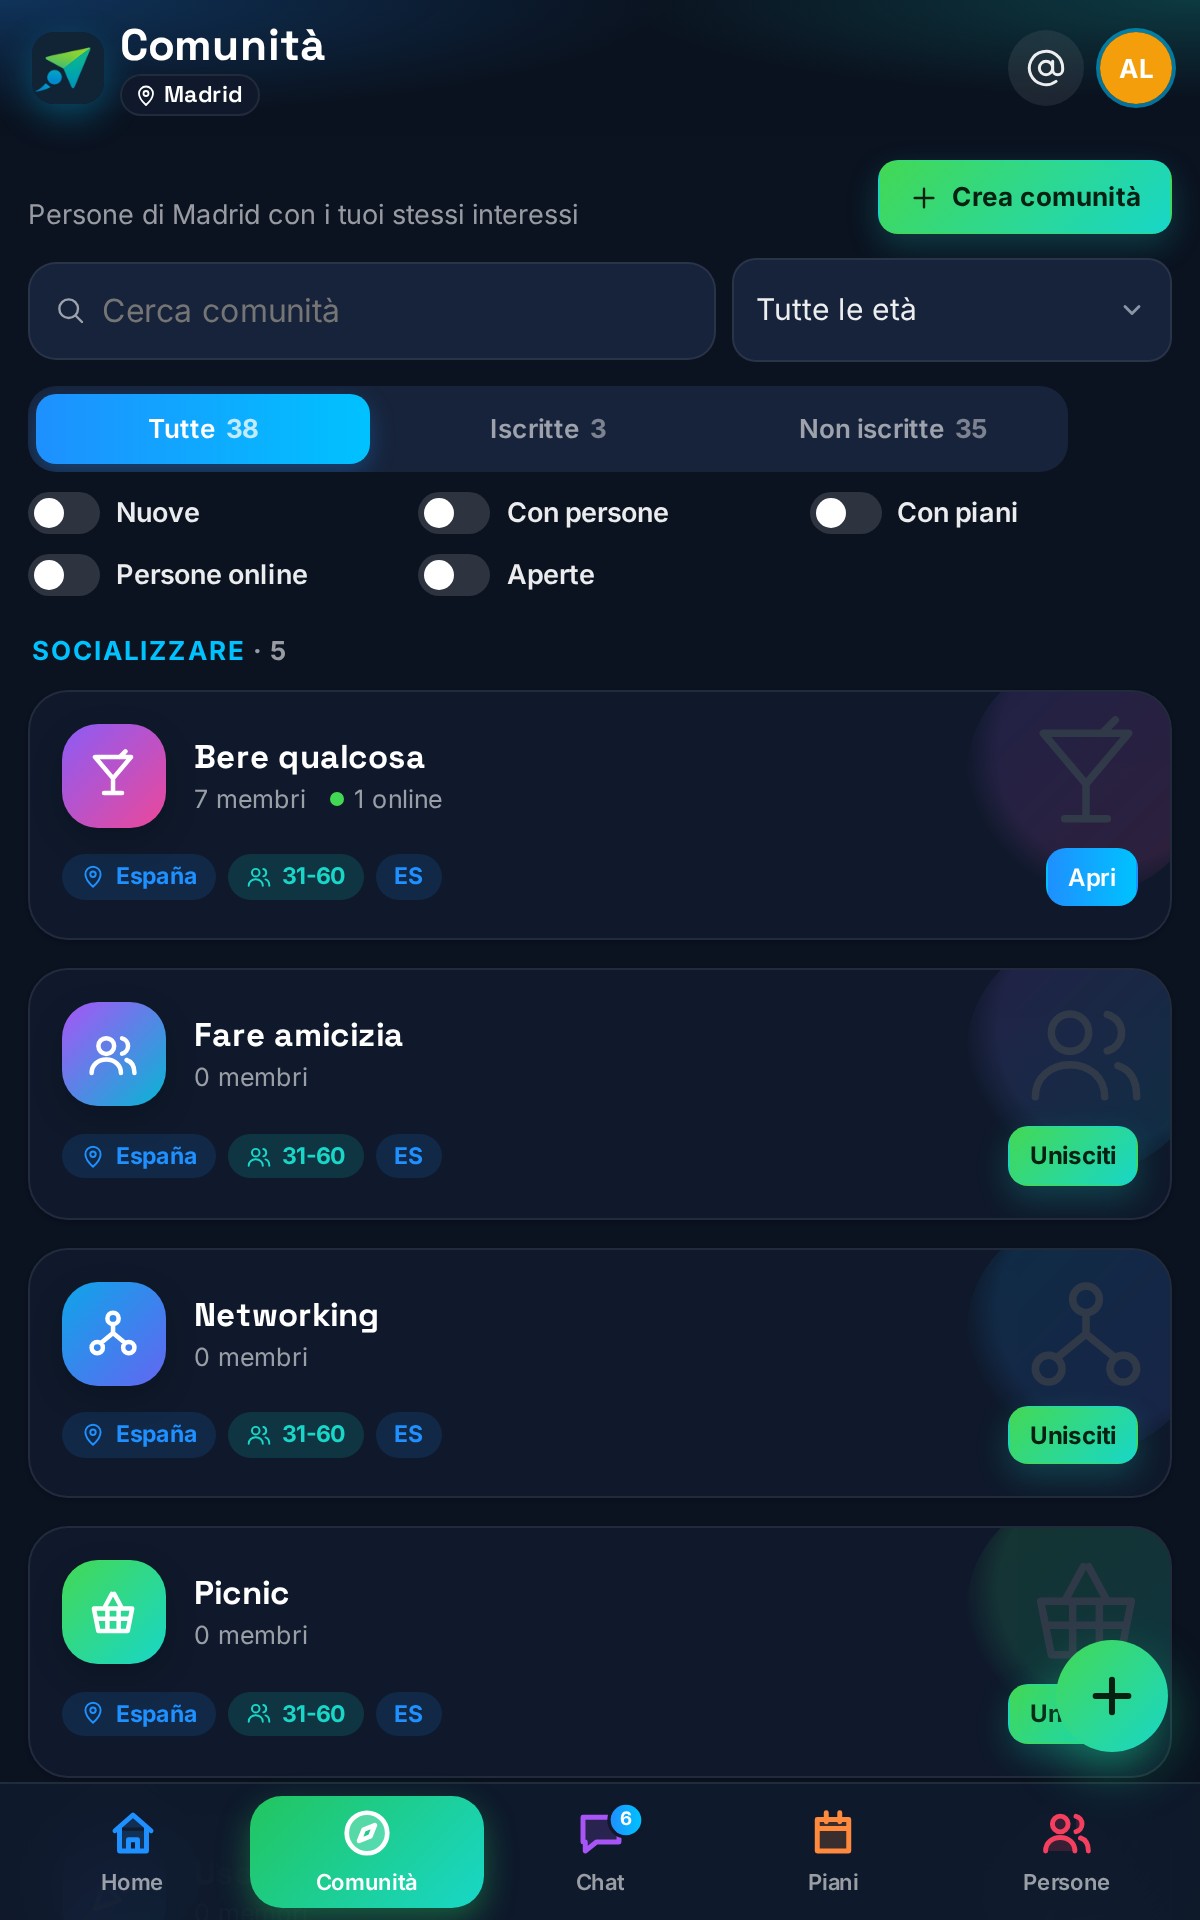 Comunità
Madrid
@
AL
Persone di Madrid con i tuoi stessi interessi
+ Crea comunità
Cerca comunità
Tutte le età
Tutte 38
Iscritte 3
Non iscritte 35
Nuove
Con persone
Con piani
Persone online
Aperte
SOCIALIZZARE · 5
Bere qualcosa
7 membri 1 online
España
31-60
ES
Apri
Fare amicizia
0 membri
España
31-60
ES
Unisciti
Networking
0 membri
España
31-60
ES
Unisciti
Picnic
0 membri
España
31-60
ES
Home
Comunità
6
Chat
Piani
Persone